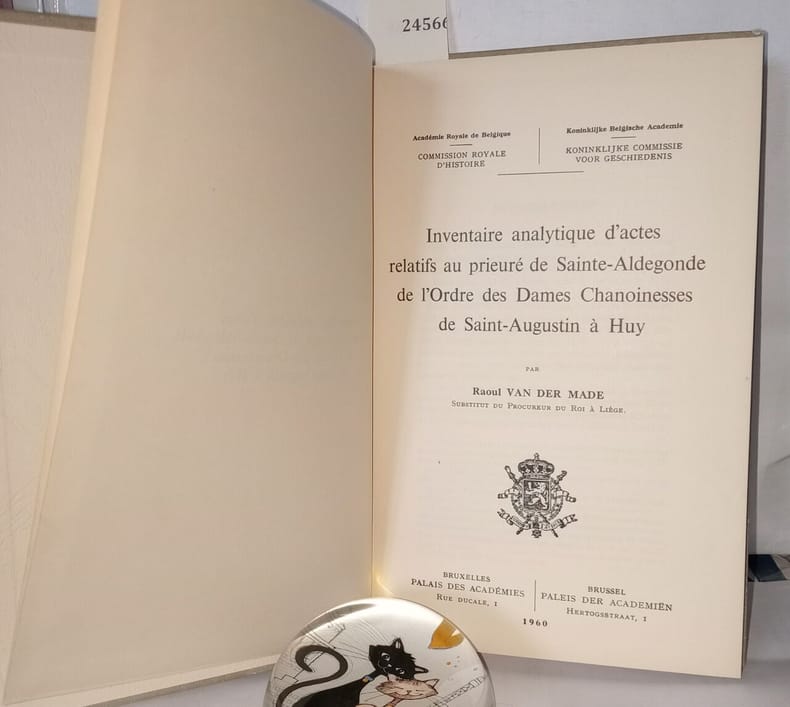 2456
Académie Royale de Belgique
COMMISSION ROYALE
D'HISTOIRE
Koninklijke Belgische Academie
KONINKLIJKE COMMISSIE
VOOR GESCHIEDENIS
Inventaire analytique d'actes
relatifs au prieuré de Sainte-Aldegonde
de l'Ordre des Dames Chanoinesses
de Saint-Augustin à Huy
PAR
Raoul VAN DER MADE
Substitut du Procureur du Roi à Liège.
BRUXELLES
PALAIS DES ACADÉMIES
Rue ducale, 1
BRUSSEL
PALEIS DER ACADEMIËN
Hertogsstraat, 1
1960